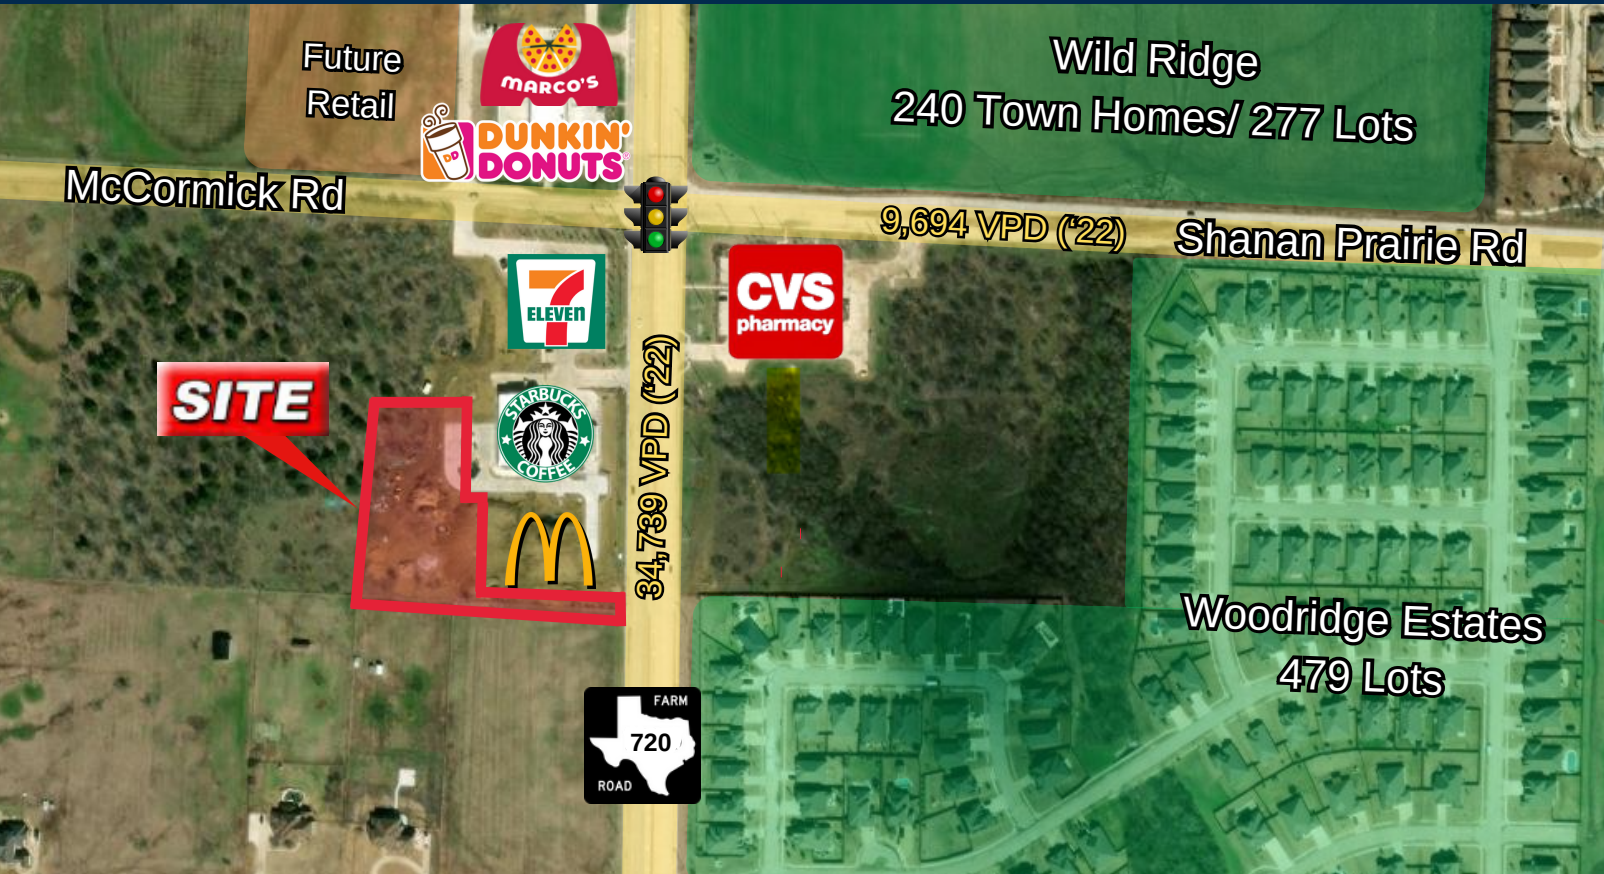 Future
Retail
MARCO'S
DUNKIN'
DONUTS
DD
Wild Ridge
240 Town Homes/ 277 Lots
McCormick Rd
9,694 VPD ('22)
Shanan Prairie Rd
7
ELEVEN
CVS
pharmacy
SITE
STARBUCKS
COFFEE
34,739 VPD ('22)
Woodridge Estates
479 Lots
FARM
720
ROAD